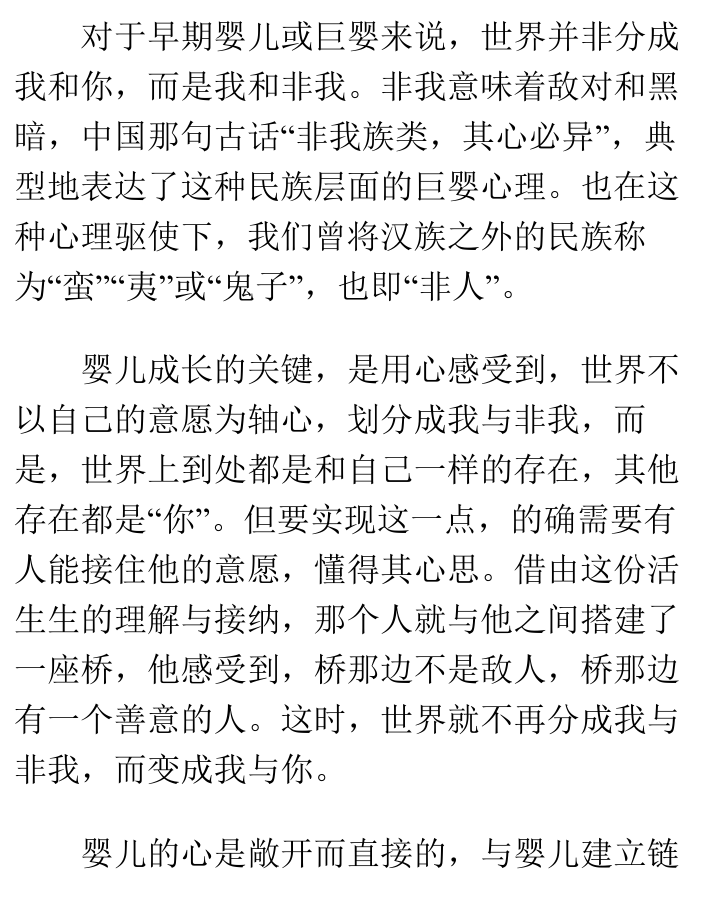 对于早期婴儿或巨婴来说，世界并非分成
我和你，而是我和非我。非我意味着敌对和黑
暗，中国那句古话“非我族类，其心必异”，典
型地表达了这种民族层面的巨婴心理。也在这
种心理驱使下，我们曾将汉族之外的民族称
为“蛮”“夷”或“鬼子”，也即“非人”。
婴儿成长的关键，是用心感受到，世界不
以自己的意愿为轴心，划分成我与非我，而
是，世界上到处都是和自己一样的存在，其他
存在都是“你”。但要实现这一点，的确需要有
人能接住他的意愿，懂得其心思。借由这份活
生生的理解与接纳，那个人就与他之间搭建了
一座桥，他感受到，桥那边不是敌人，桥那边
有一个善意的人。这时，世界就不再分成我与
非我，而变成我与你。
婴儿的心是敞开而直接的，与婴儿建立链